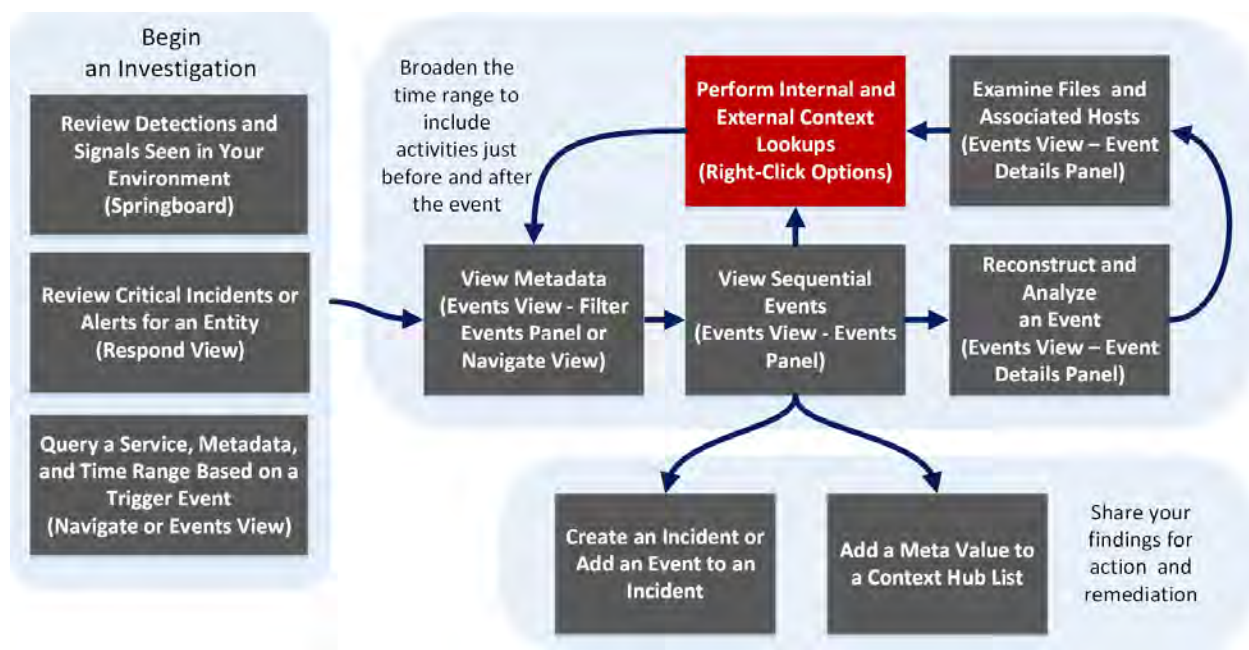 Begin
an Investigation
Review Detections and
Signals Seen in Your
Environment
(Springboard)
Review Critical Incidents or
Alerts for an Entity
(Respond View)
Query a Service, Metadata,
and Time Range Based on a
Trigger Event
(Navigate or Events View)
Broaden the
time range to
include
activities just
before and after
the event
Perform Internal and
External Context
Lookups
(Right-Click Options)
Examine Files and
Associated Hosts
(Events View – Event
Details Panel)
View Metadata
(Events View - Filter
Events Panel or
Navigate View)
View Sequential
Events
(Events View - Events
Panel)
Reconstruct and
Analyze
an Event
(Events View – Event
Details Panel)
Create an Incident or
Add an Event to an
Incident
Add a Meta Value to
a Context Hub List
Share your
findings for
action and
remediation